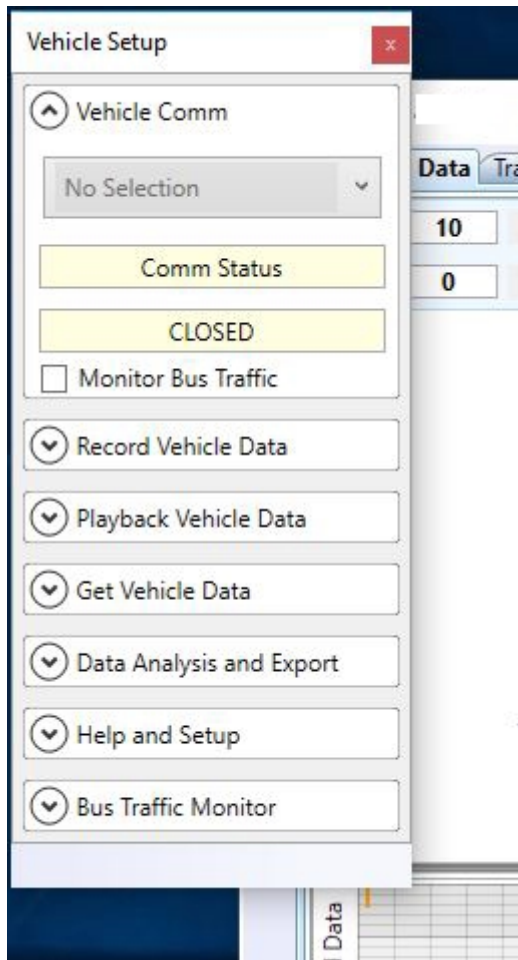 Vehicle Setup
x
Vehicle Comm
No Selection
Comm Status
CLOSED
Monitor Bus Traffic
Record Vehicle Data
Playback Vehicle Data
Get Vehicle Data
Data Analysis and Export
Help and Setup
Bus Traffic Monitor
Data
10
0
Data